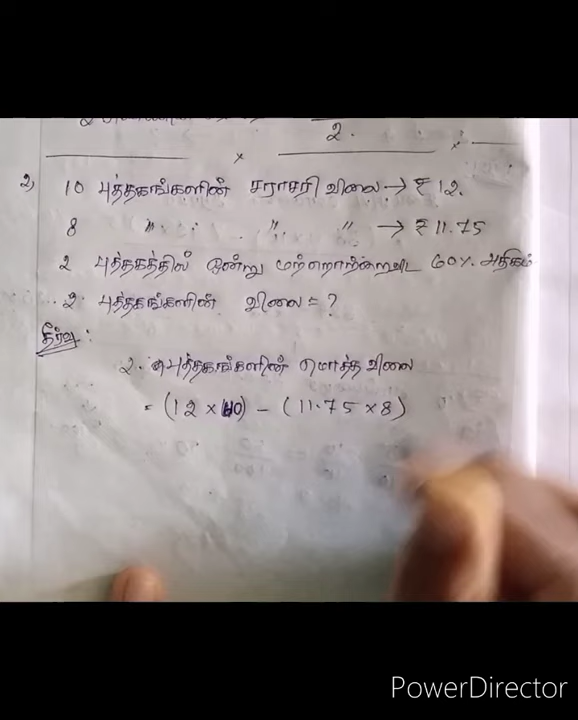 2.
2, 10 புத்தகங்களின் சராசரி விலை → ₹ 12.
8 " " " → ₹ 11.75
2 புத்தகத்தில் ஒன்று மற்றொன்றைவிட 60% அதிகம்
2 புத்தகங்களின் விலை = ?
தீர்வு :
2. புத்தகங்களின் மொத்த விலை
= (12 × 10) - (11.75 × 8)
PowerDirector